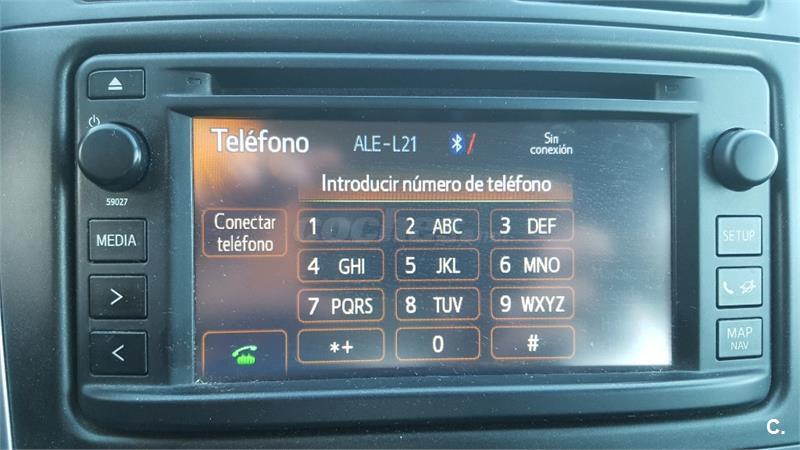 Teléfono ALE-L21 Sin
conexión
Introducir número de teléfono
Conectar
teléfono
1 2 ABC 3 DEF
4 GHI 5 JKL 6 MNO
7 PQRS 8 TUV 9 WXYZ
*+ 0 #
59027
MEDIA
>
<
SETUP
MAP
NAV
C.